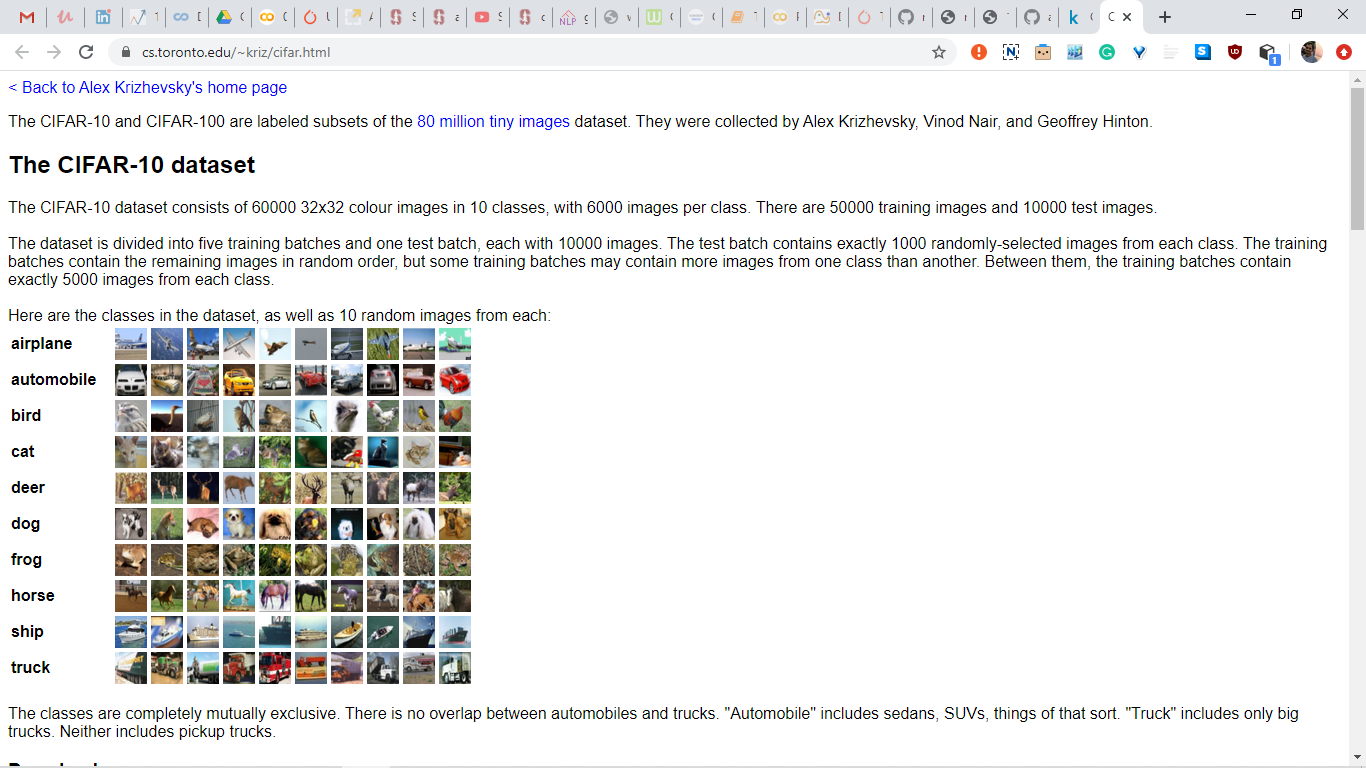 cs.toronto.edu/~kriz/cifar.html
< Back to Alex Krizhevsky's home page
The CIFAR-10 and CIFAR-100 are labeled subsets of the 80 million tiny images dataset. They were collected by Alex Krizhevsky, Vinod Nair, and Geoffrey Hinton.
The CIFAR-10 dataset
The CIFAR-10 dataset consists of 60000 32x32 colour images in 10 classes, with 6000 images per class. There are 50000 training images and 10000 test images.
The dataset is divided into five training batches and one test batch, each with 10000 images. The test batch contains exactly 1000 randomly-selected images from each class. The training
batches contain the remaining images in random order, but some training batches may contain more images from one class than another. Between them, the training batches contain
exactly 5000 images from each class.
Here are the classes in the dataset, as well as 10 random images from each:
airplane
automobile
bird
cat
deer
dog
frog
horse
ship
truck
The classes are completely mutually exclusive. There is no overlap between automobiles and trucks. "Automobile" includes sedans, SUVs, things of that sort. "Truck" includes only big
trucks. Neither includes pickup trucks.